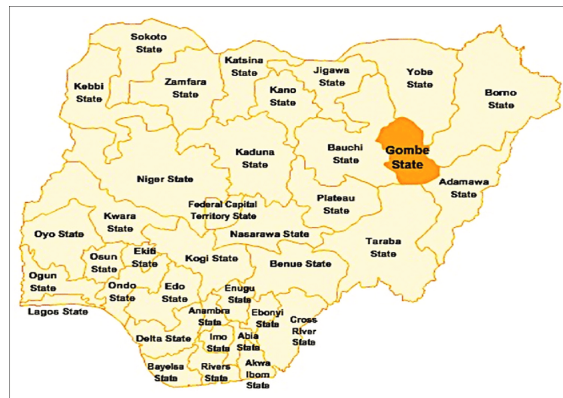 Sokoto
State
Katsina
State
Jigawa
State
Yobe
State
Borno
State
Kebbi
State
Zamfara
State
Kano
State
Kaduna
State
Bauchi
State
Gombe
State
Adamawa
State
Niger State
Federal Capital
Territory State
Plateau
State
Kwara
State
Nasarawa State
Taraba
State
Oyo State
Osun
State
Ekiti
State
Kogi State
Benue State
Ogun
State
Ondo
State
Edo
State
Enugu
State
Anambra
State
Ebonyi
State
Cross
River
State
Lagos State
Delta State
Imo
State
Abia
State
Bayelsa
State
Rivers
State
Akwa
Ibom
State